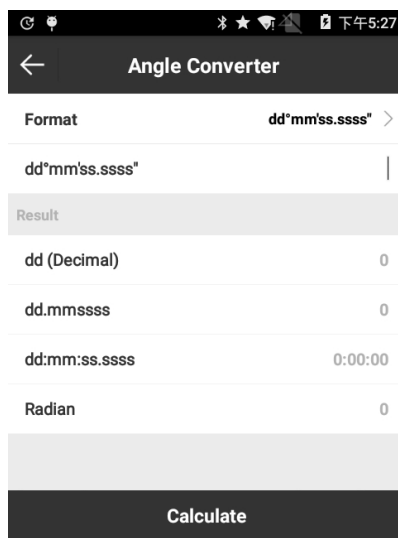 下午5:27
Angle Converter
Format dd°mm'ss.ssss"
dd°mm'ss.ssss"
Result
dd (Decimal) 0
dd.mmssss 0
dd:mm:ss.ssss 0:00:00
Radian 0
Calculate